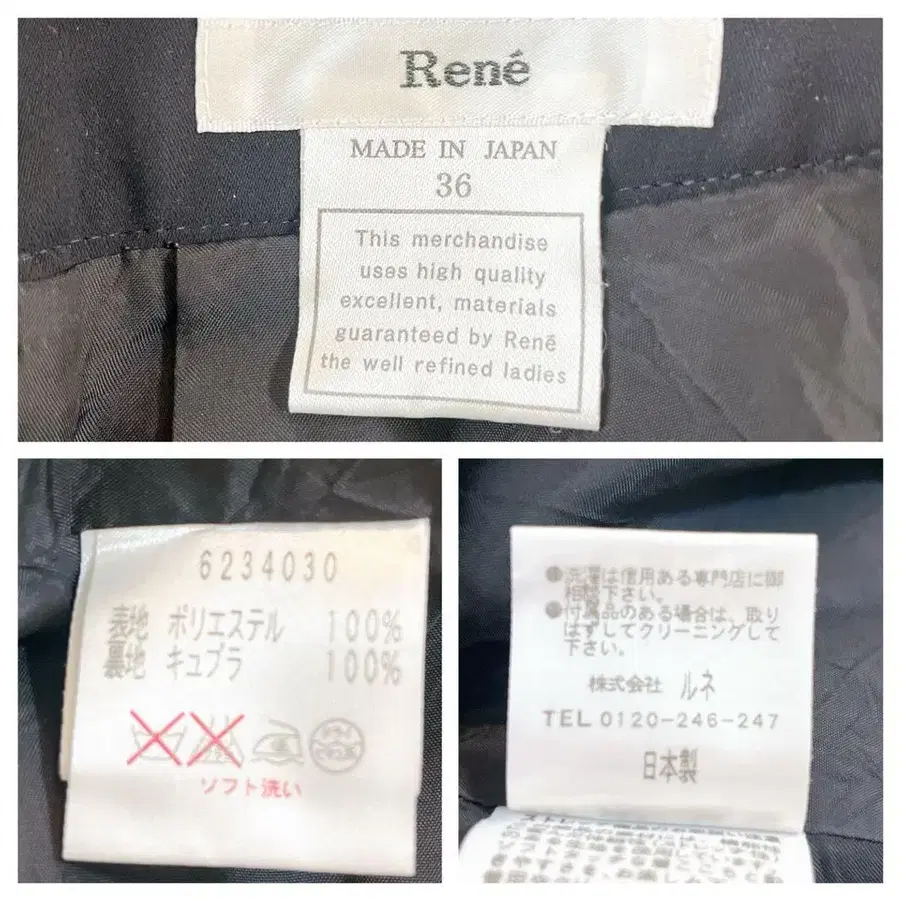 René
MADE IN JAPAN
36
This merchandise
uses high quality
excellent, materials
guaranteed by René
the well refined ladies
6234030
表地 ポリエステル 100%
裏地 キュプラ 100%
ソフト洗い
●洗濯は信用ある専門店に御
相談下さい。
●付属品のある場合は、取り
はずしてクリーニングして
下さい。
株式会社 ルネ
TEL 0120-246-247
日本製